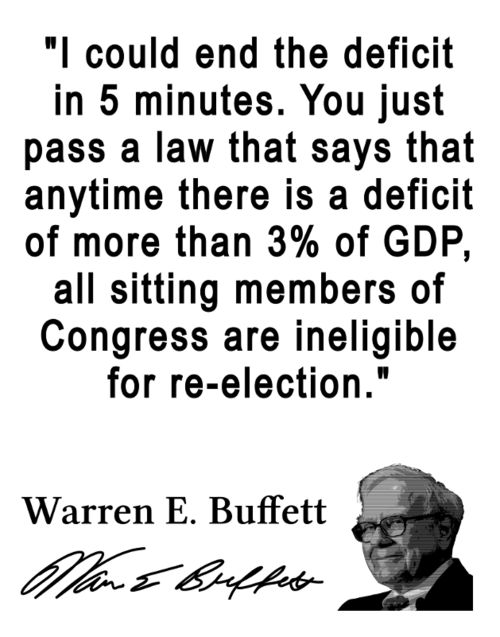 "I could end the deficit
in 5 minutes. You just
pass a law that says that
anytime there is a deficit
of more than 3% of GDP,
all sitting members of
Congress are ineligible
for re-election."
Warren E. Buffett
Warren E Buffett